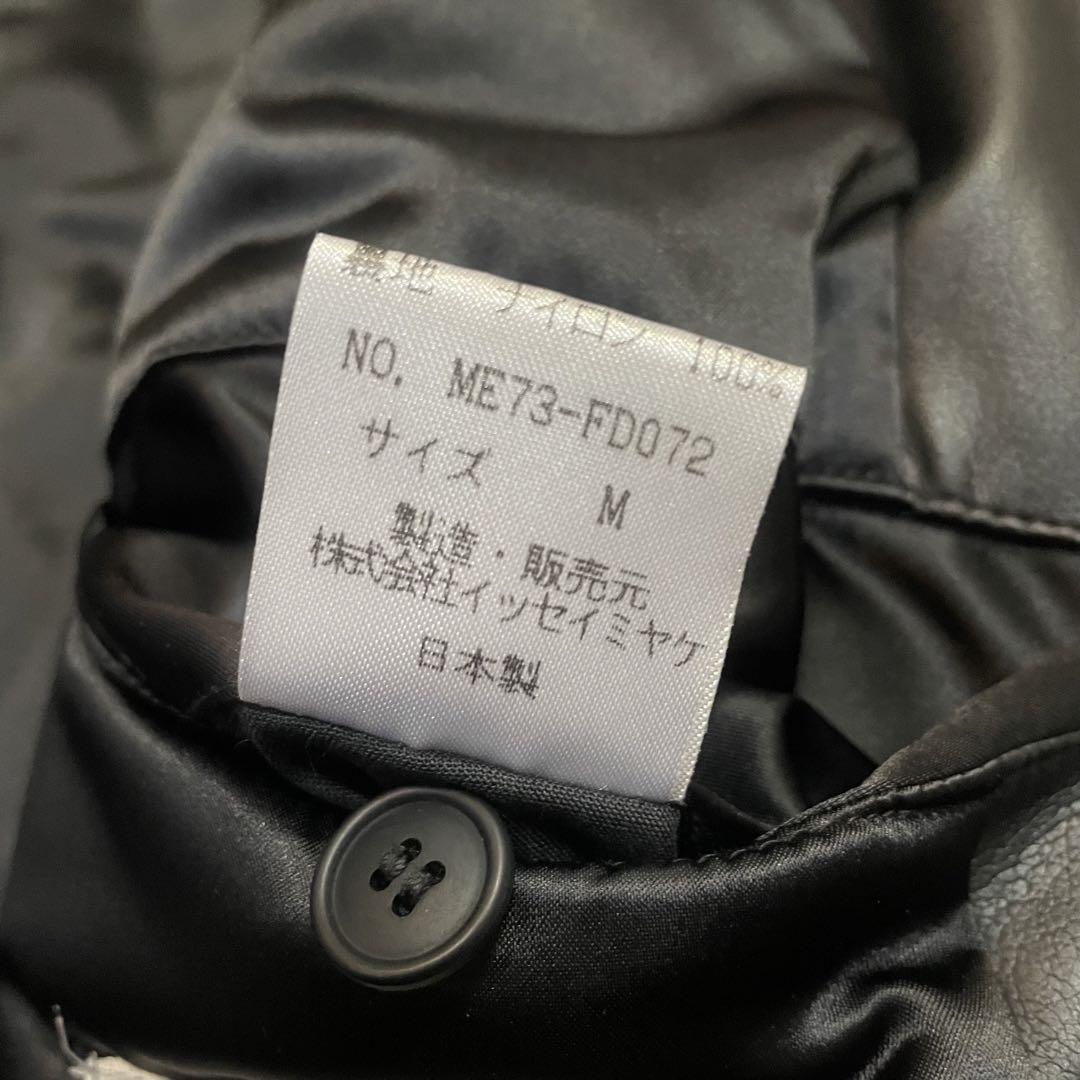 裏地 ナイロン 100%
NO. ME73-FD072
サイズ M
製造・販売元
株式会社イッセイミヤケ
日本製